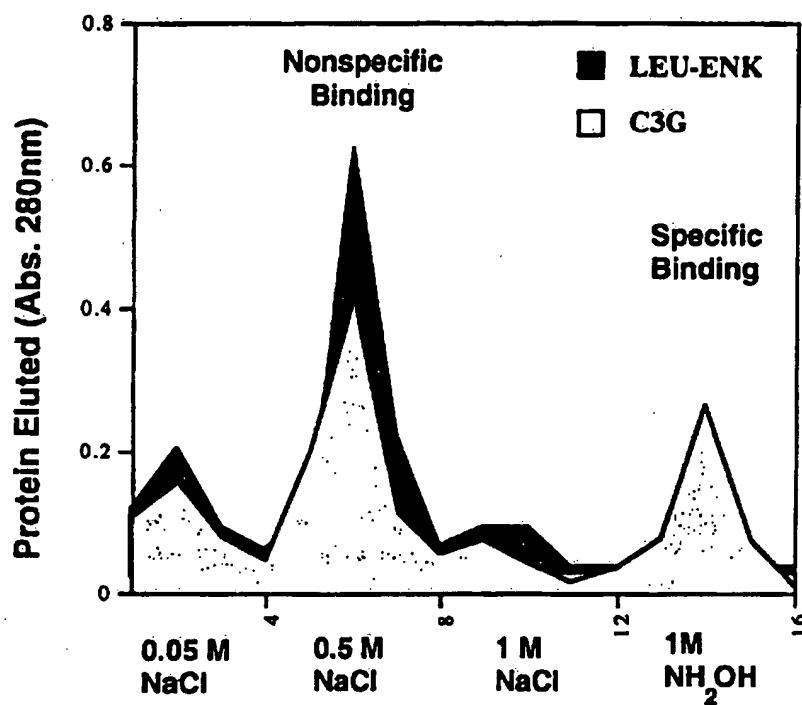 0.8
0.6
0.4
0.2
0
Protein Eluted (Abs. 280nm)
Nonspecific
Binding
LEU-ENK
C3G
Specific
Binding
4
8
12
16
0.05 M
NaCl
0.5 M
NaCl
1 M
NaCl
1M
NH₂OH